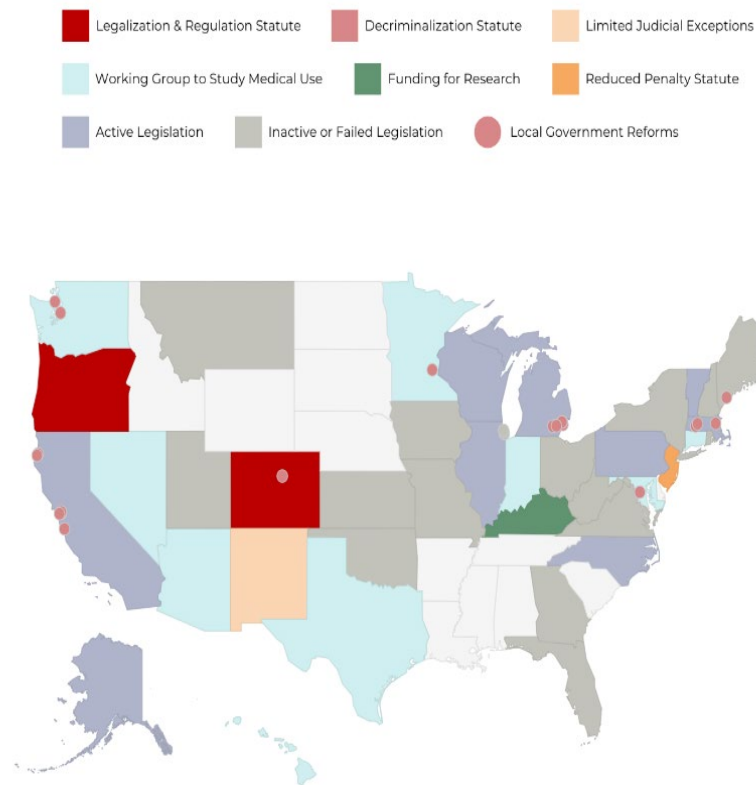 Legalization & Regulation Statute Decriminalization Statute Limited Judicial Exceptions
Working Group to Study Medical Use Funding for Research Reduced Penalty Statute
Active Legislation Inactive or Failed Legislation Local Government Reforms